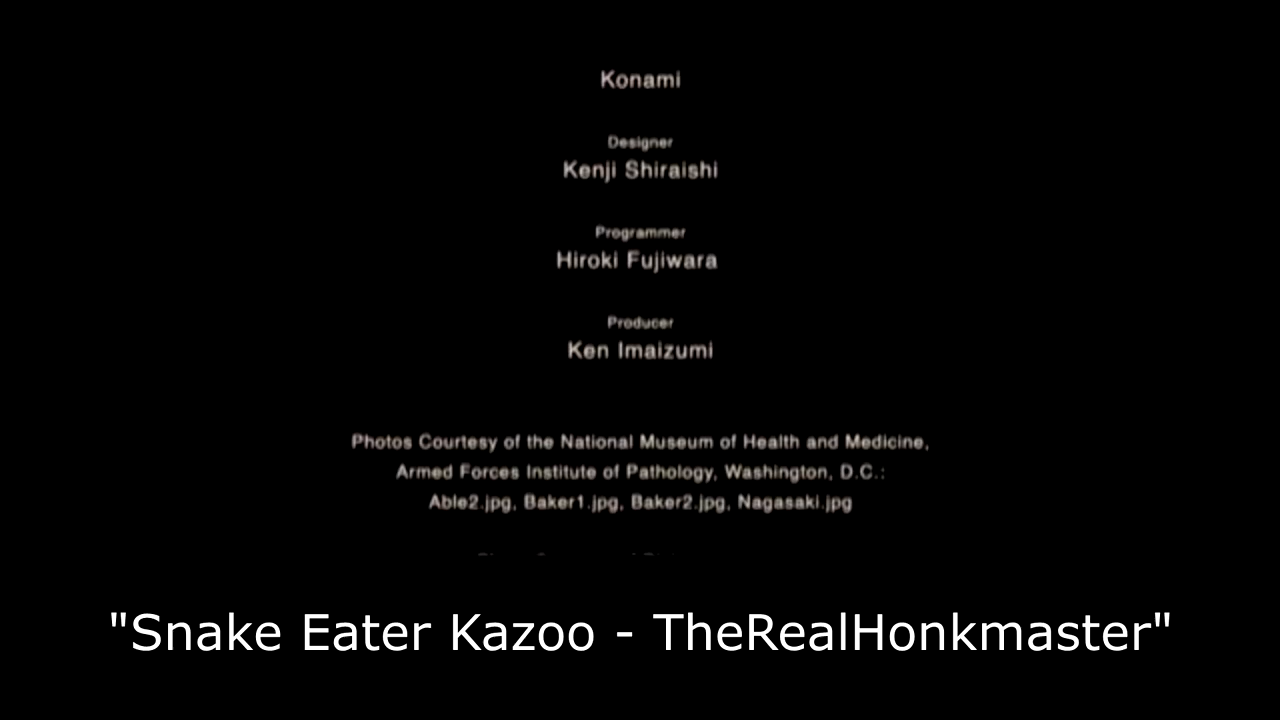 Konami
Designer
Kenji Shiraishi
Programmer
Hiroki Fujiwara
Producer
Ken Imaizumi
Photos Courtesy of the National Museum of Health and Medicine,
Armed Forces Institute of Pathology, Washington, D.C.:
Able2.jpg, Baker1.jpg, Baker2.jpg, Nagasaki.jpg
"Snake Eater Kazoo - TheRealHonkmaster"